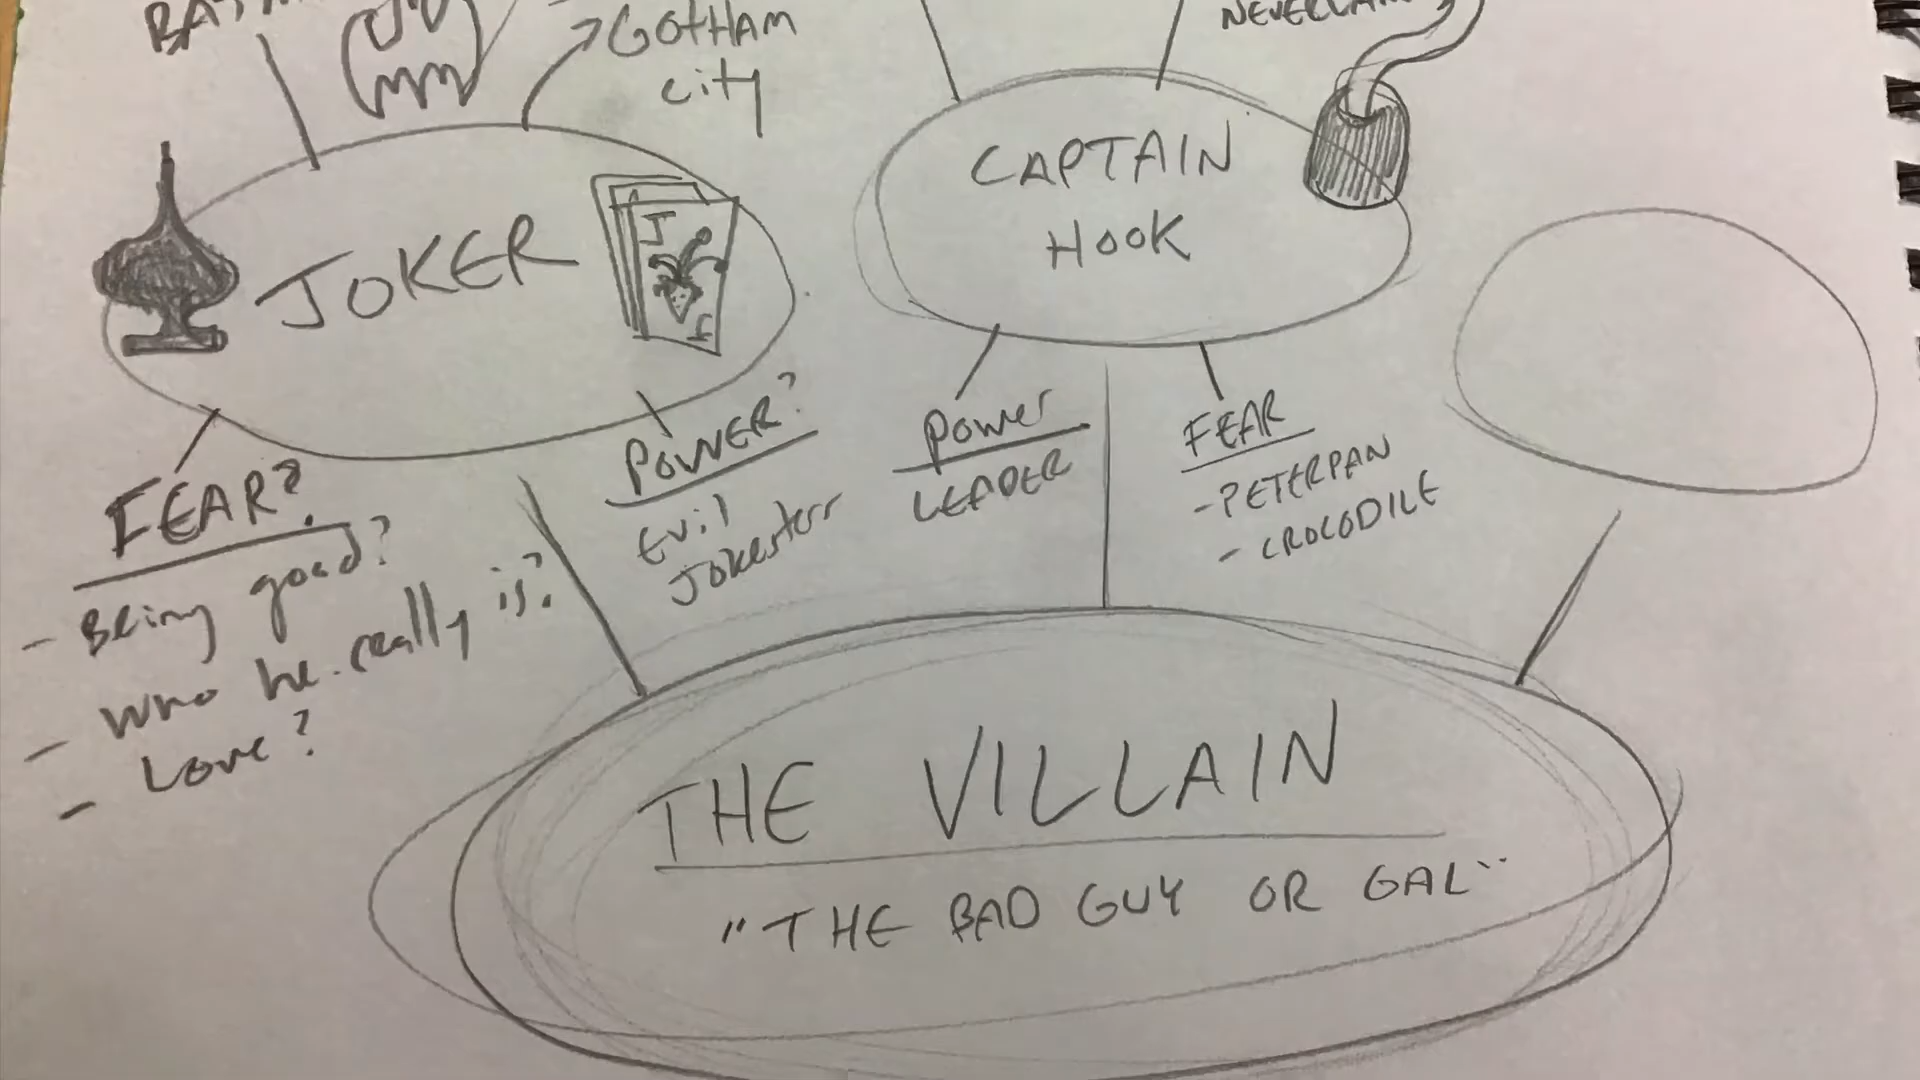 GOTHAM
city
JOKER
J
CAPTAIN
HOOK
FEAR?
- Being good?
- who he really is?
- Love?
POWER?
Evil
Jokesterr
Power
LEADER
FEAR
- PETERPAN
- CROCODILE
THE VILLAIN
"THE BAD GUY OR GAL"